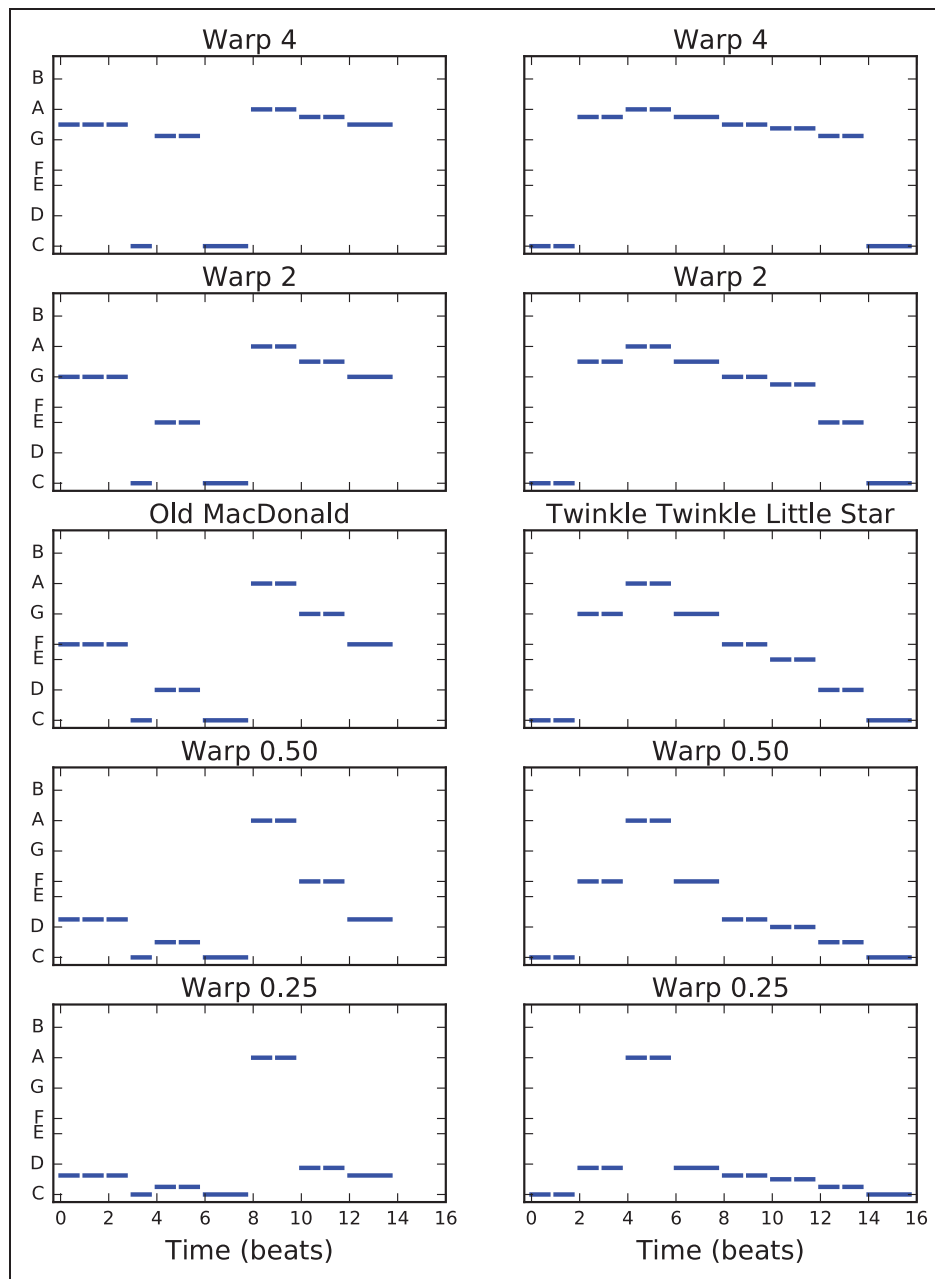 Warp 4 Warp 4
B
A
G
F
E
D
C
Warp 2 Warp 2
B
A
G
F
E
D
C
Old MacDonald Twinkle Twinkle Little Star
B
A
G
F
E
D
C
Warp 0.50 Warp 0.50
B
A
G
F
E
D
C
Warp 0.25 Warp 0.25
B
A
G
F
E
D
C
0 2 4 6 8 10 12 14 16 0 2 4 6 8 10 12 14 16
Time (beats) Time (beats)